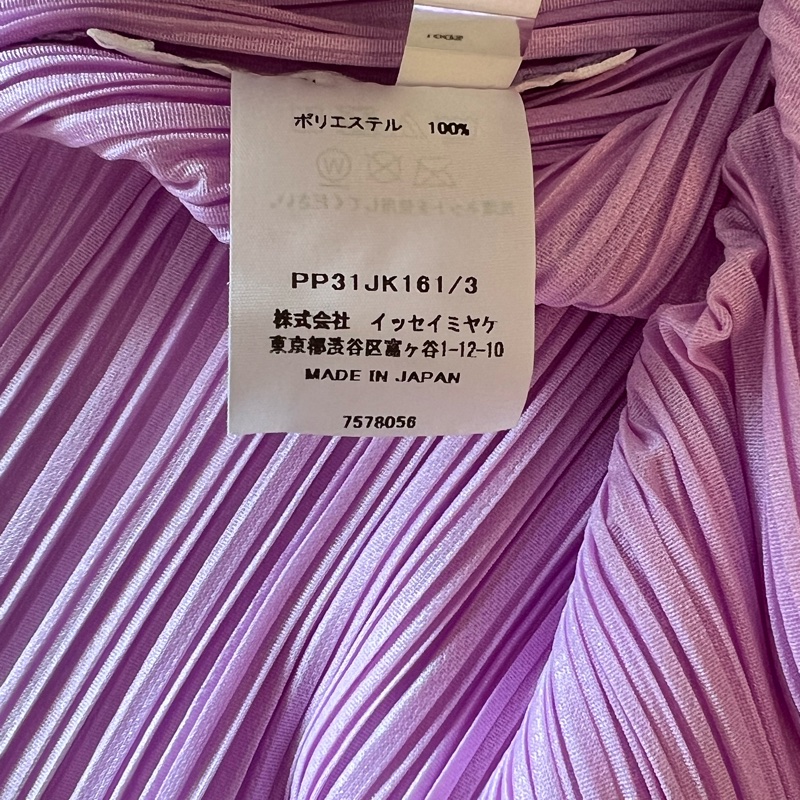 ポリエステル 100%
PP31JK161/3
株式会社 イッセイミヤケ
東京都渋谷区富ヶ谷1-12-10
MADE IN JAPAN
7578056